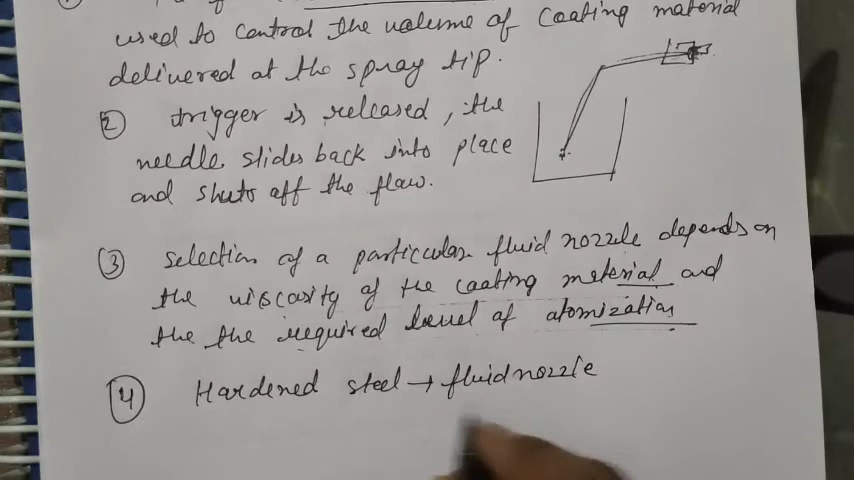 used to control the volume of coating material
delivered at the spray tip.
② trigger is released, the
needle slides back into place
and shuts off the flow.
③ selection of a particular fluid nozzle depends on
the viscosity of the coating material and
the the required level of atomization
④ Hardened steel → fluid nozzle